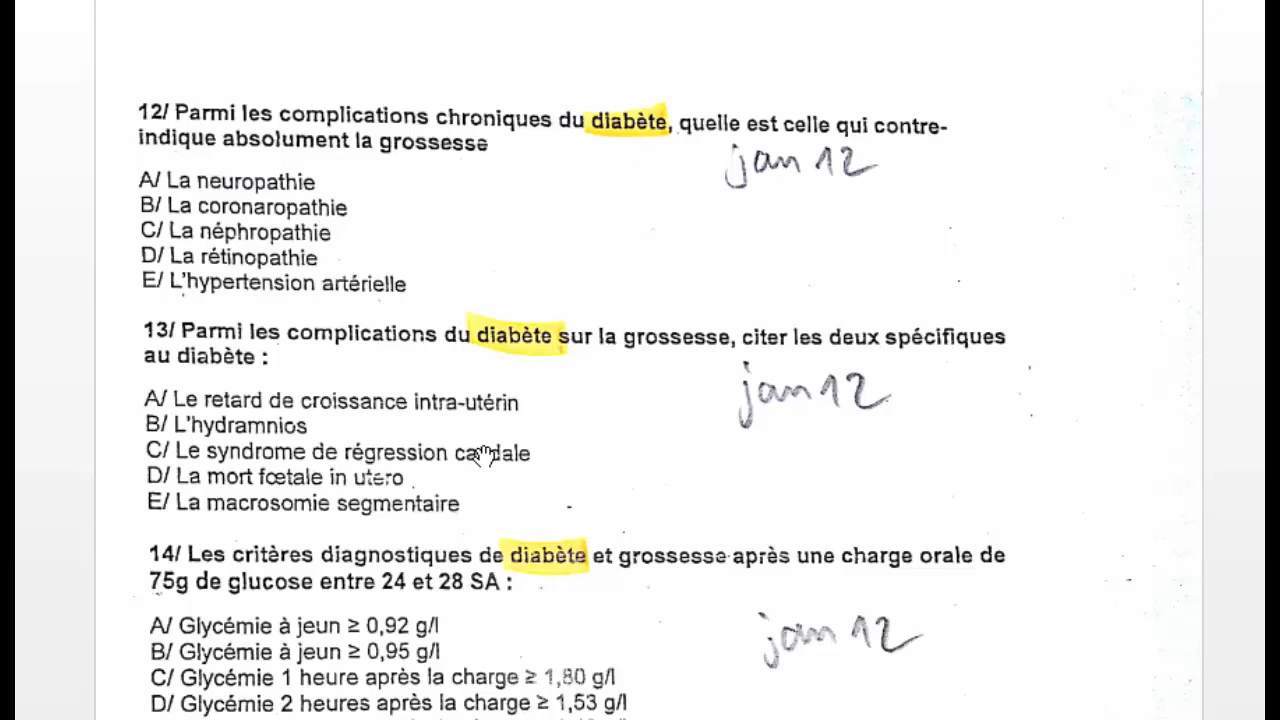 12/ Parmi les complications chroniques du diabète, quelle est celle qui contre-
indique absolument la grossesse
jan 12
A/ La neuropathie
B/ La coronaropathie
C/ La néphropathie
D/ La rétinopathie
E/ L'hypertension artérielle
13/ Parmi les complications du diabète sur la grossesse, citer les deux spécifiques
au diabète :
jan 12
A/ Le retard de croissance intra-utérin
B/ L'hydramnios
C/ Le syndrome de régression caudale
D/ La mort fœtale in utero
E/ La macrosomie segmentaire
14/ Les critères diagnostiques de diabète et grossesse après une charge orale de
75g de glucose entre 24 et 28 SA :
jan 12
A/ Glycémie à jeun ≥ 0,92 g/l
B/ Glycémie à jeun ≥ 0,95 g/l
C/ Glycémie 1 heure après la charge ≥ 1,80 g/l
D/ Glycémie 2 heures après la charge ≥ 1,53 g/l